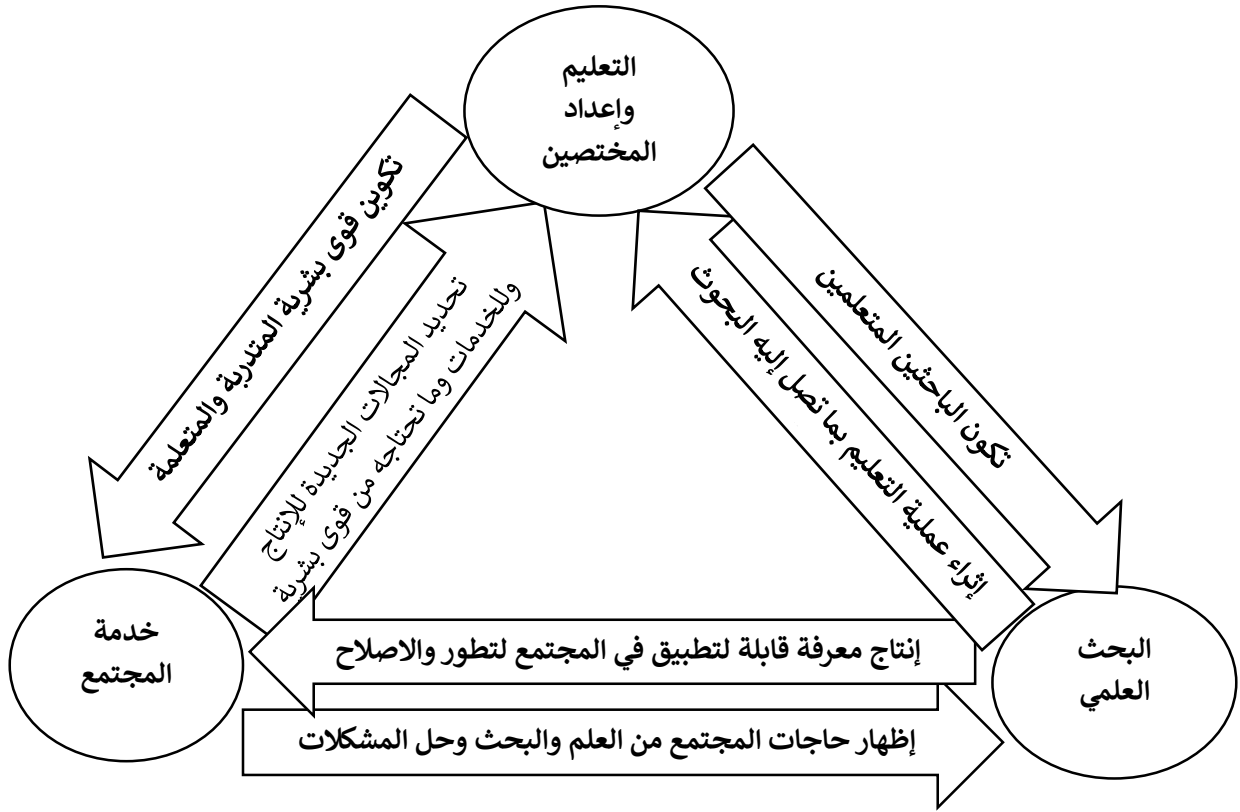 التعليم
وإعداد
المختصين
تكوين قوى بشرية المتدربة والمتعلمة
تحديد المجالات الجديدة للإنتاج
وللخدمات وما تحتاجه من قوى بشرية
تكون الباحثين المتعلمين
إثراء عملية التعليم بما تصل إليه البحوث
خدمة
المجتمع
البحث
العلمي
إنتاج معرفة قابلة لتطبيق في المجتمع لتطور والاصلاح
إظهار حاجات المجتمع من العلم والبحث وحل المشكلات